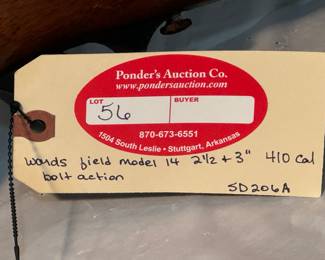 Ponder's Auction Co.
www.pondersauction.com
LOT 56 BUYER
870-673-6551
1504 South Leslie • Stuttgart, Arkansas
wards field model 14 2½ + 3" 410 cal
bolt action
SD206A